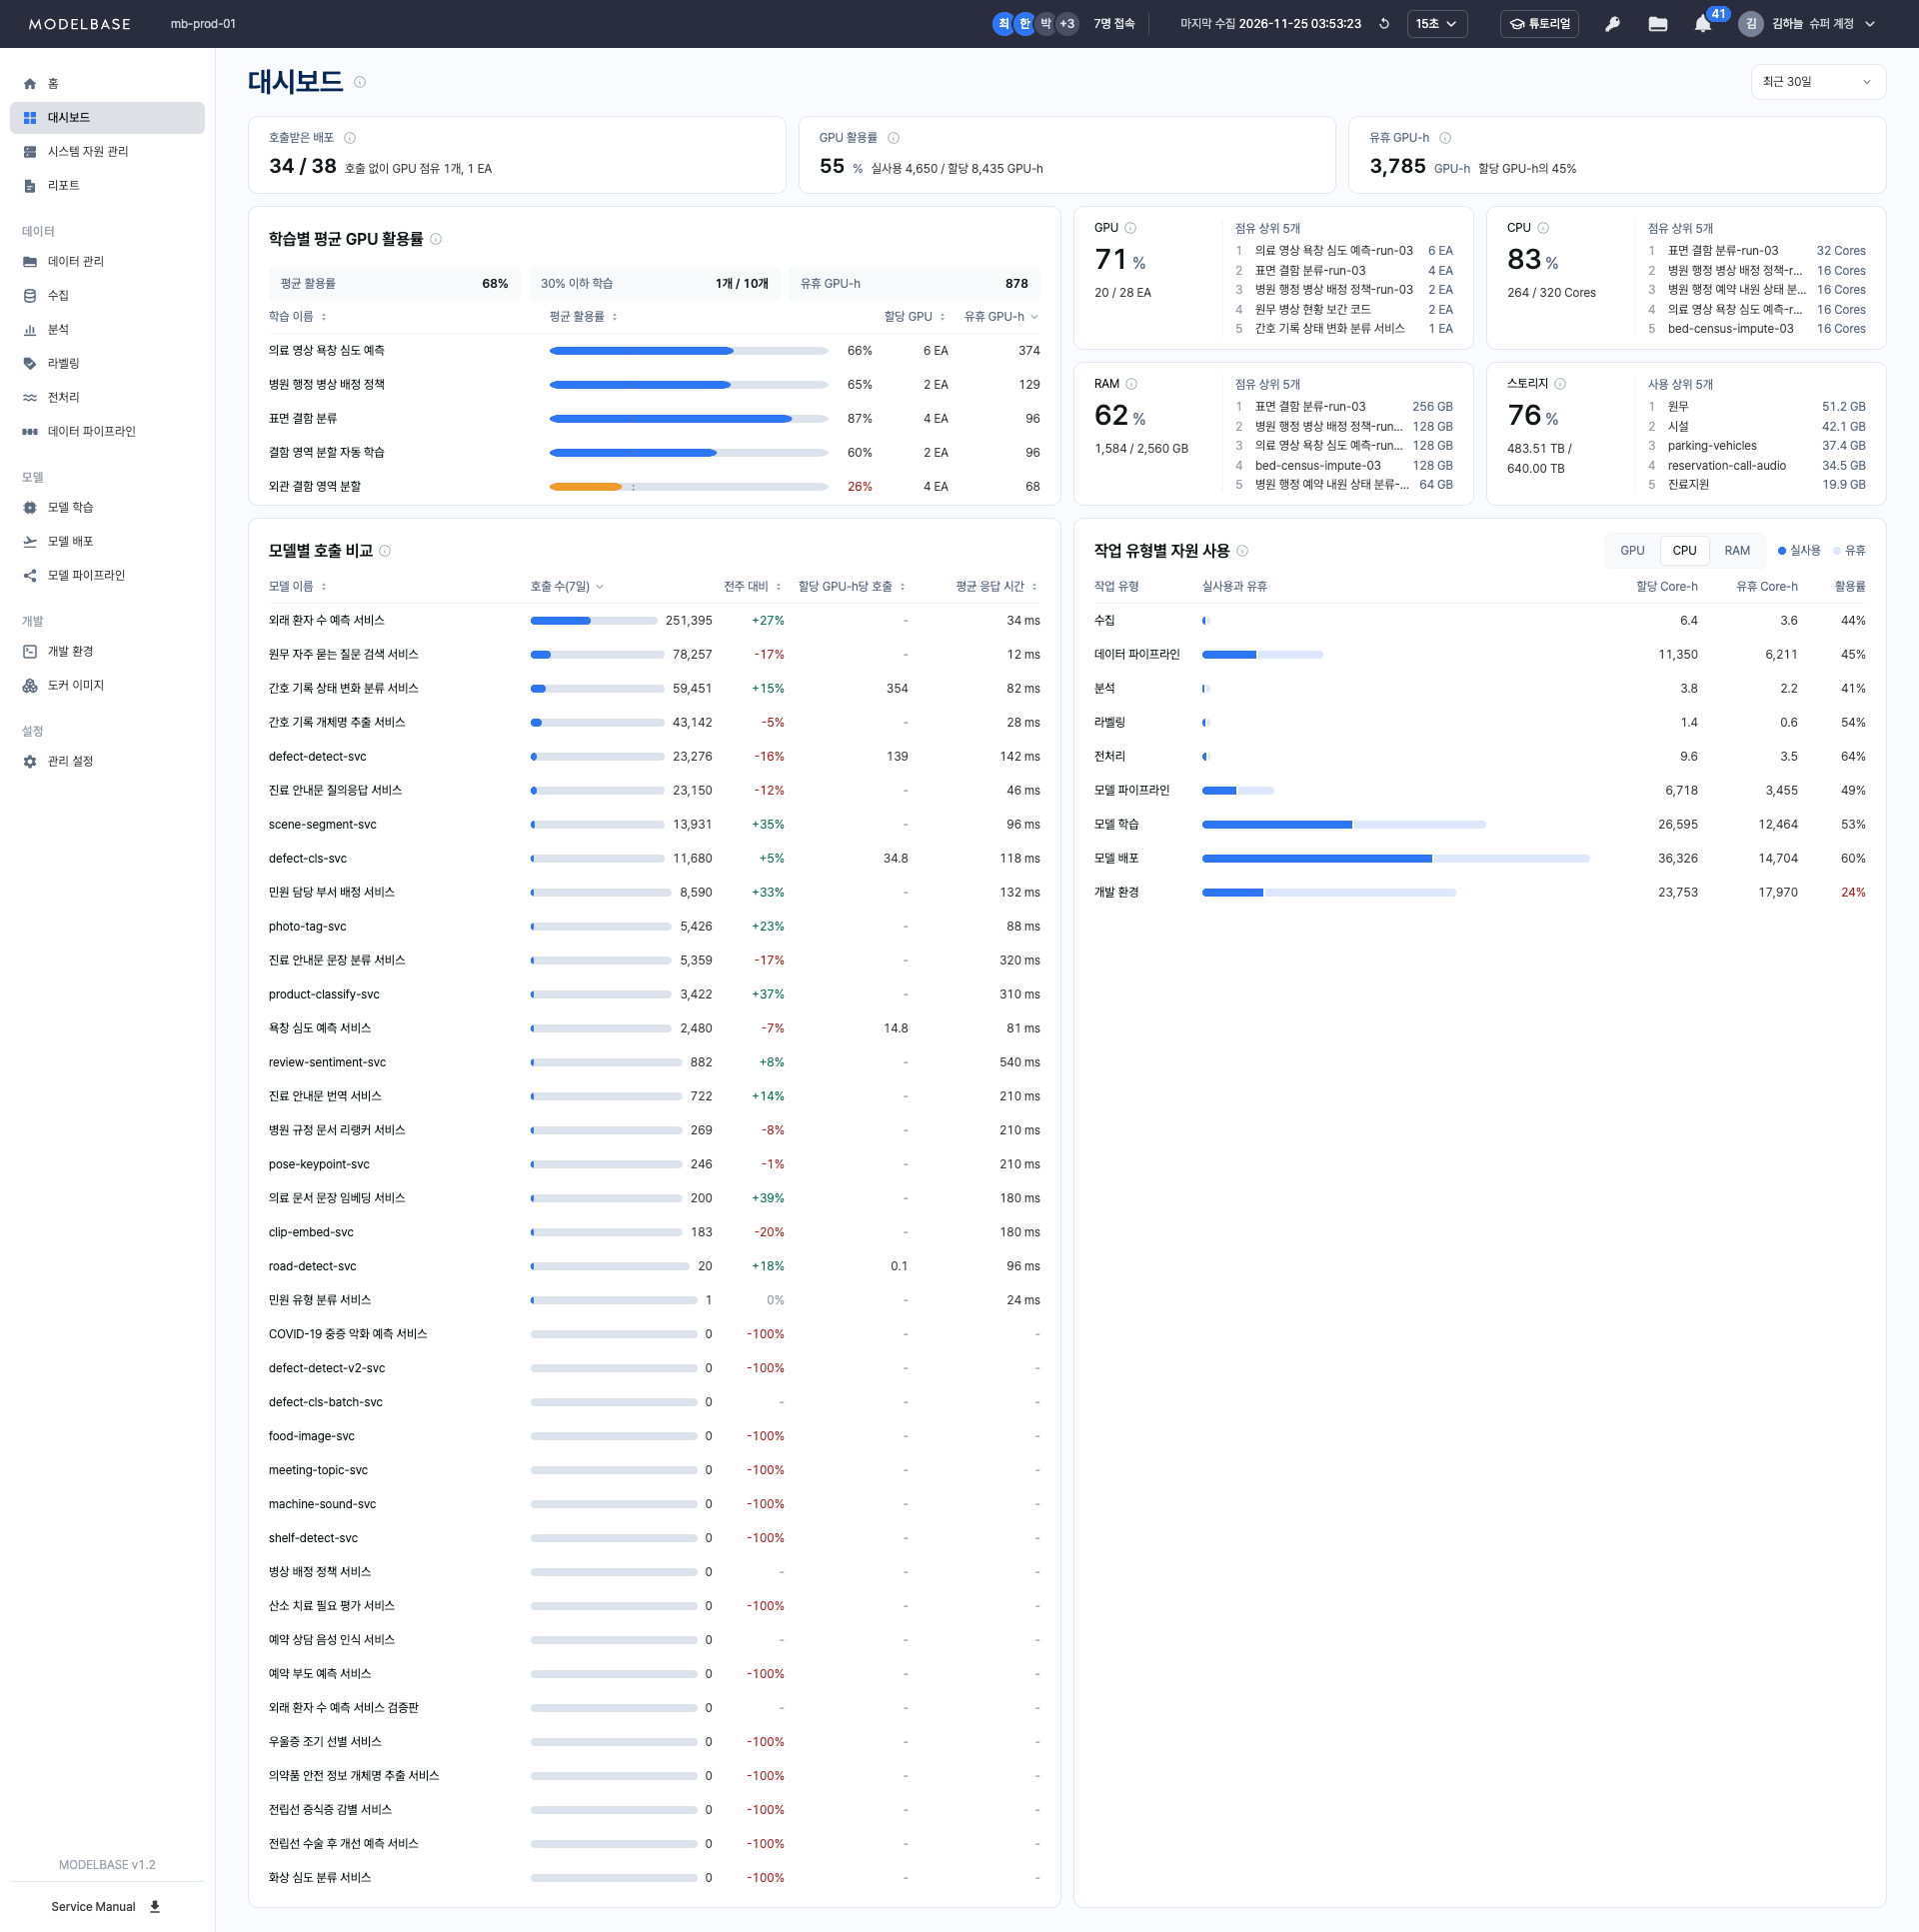 MODELBASE mb-prod-01 최 한 박 +3 7명 접속 마지막 수집 2026-11-25 03:53:23 15초 튜토리얼 41 김 김하늘 슈퍼 계정
홈
대시보드
시스템 자원 관리
리포트
데이터
데이터 관리
수집
분석
라벨링
전처리
데이터 파이프라인
모델
모델 학습
모델 배포
모델 파이프라인
개발
개발 환경
도커 이미지
설정
관리 설정
MODELBASE v1.2
Service Manual
대시보드
최근 30일
호출받은 배포
34 / 38 호출 없이 GPU 점유 1개, 1 EA
GPU 활용률
55 % 실사용 4,650 / 할당 8,435 GPU-h
유휴 GPU-h
3,785 GPU-h 할당 GPU-h의 45%
학습별 평균 GPU 활용률
평균 활용률 68% 30% 이하 학습 1개 / 10개 유휴 GPU-h 878
학습 이름 평균 활용률 할당 GPU 유휴 GPU-h
의료 영상 욕창 심도 예측 66% 6 EA 374
병원 행정 병상 배정 정책 65% 2 EA 129
표면 결함 분류 87% 4 EA 96
결함 영역 분할 자동 학습 60% 2 EA 96
외관 결함 영역 분할 26% 4 EA 68
GPU
71 %
20 / 28 EA
점유 상위 5개
1 의료 영상 욕창 심도 예측-run-03 6 EA
2 표면 결함 분류-run-03 4 EA
3 병원 행정 병상 배정 정책-run-03 2 EA
4 원무 병상 현황 보간 코드 2 EA
5 간호 기록 상태 변화 분류 서비스 1 EA
CPU
83 %
264 / 320 Cores
점유 상위 5개
1 표면 결함 분류-run-03 32 Cores
2 병원 행정 병상 배정 정책-r... 16 Cores
3 병원 행정 예약 내원 상태 분... 16 Cores
4 의료 영상 욕창 심도 예측-r... 16 Cores
5 bed-census-impute-03 16 Cores
RAM
62 %
1,584 / 2,560 GB
점유 상위 5개
1 표면 결함 분류-run-03 256 GB
2 병원 행정 병상 배정 정책-run... 128 GB
3 의료 영상 욕창 심도 예측-run... 128 GB
4 bed-census-impute-03 128 GB
5 병원 행정 예약 내원 상태 분류-... 64 GB
스토리지
76 %
483.51 TB /
640.00 TB
사용 상위 5개
1 원무 51.2 GB
2 시설 42.1 GB
3 parking-vehicles 37.4 GB
4 reservation-call-audio 34.5 GB
5 진료지원 19.9 GB
모델별 호출 비교
모델 이름 호출 수(7일) 전주 대비 할당 GPU-h당 호출 평균 응답 시간
외래 환자 수 예측 서비스 251,395 +27% - 34 ms
원무 자주 묻는 질문 검색 서비스 78,257 -17% - 12 ms
간호 기록 상태 변화 분류 서비스 59,451 +15% 354 82 ms
간호 기록 개체명 추출 서비스 43,142 -5% - 28 ms
defect-detect-svc 23,276 -16% 139 142 ms
진료 안내문 질의응답 서비스 23,150 -12% - 46 ms
scene-segment-svc 13,931 +35% - 96 ms
defect-cls-svc 11,680 +5% 34.8 118 ms
민원 담당 부서 배정 서비스 8,590 +33% - 132 ms
photo-tag-svc 5,426 +23% - 88 ms
진료 안내문 문장 분류 서비스 5,359 -17% - 320 ms
product-classify-svc 3,422 +37% - 310 ms
욕창 심도 예측 서비스 2,480 -7% 14.8 81 ms
review-sentiment-svc 882 +8% - 540 ms
진료 안내문 번역 서비스 722 +14% - 210 ms
병원 규정 문서 리랭커 서비스 269 -8% - 210 ms
pose-keypoint-svc 246 -1% - 210 ms
의료 문서 문장 임베딩 서비스 200 +39% - 180 ms
clip-embed-svc 183 -20% - 180 ms
road-detect-svc 20 +18% 0.1 96 ms
민원 유형 분류 서비스 1 0% - 24 ms
COVID-19 중증 악화 예측 서비스 0 -100% - -
defect-detect-v2-svc 0 -100% - -
defect-cls-batch-svc 0 - - -
food-image-svc 0 -100% - -
meeting-topic-svc 0 -100% - -
machine-sound-svc 0 -100% - -
shelf-detect-svc 0 -100% - -
병상 배정 정책 서비스 0 - - -
산소 치료 필요 평가 서비스 0 -100% - -
예약 상담 음성 인식 서비스 0 - - -
예약 부도 예측 서비스 0 -100% - -
외래 환자 수 예측 서비스 검증판 0 - - -
우울증 조기 선별 서비스 0 -100% - -
의약품 안전 정보 개체명 추출 서비스 0 -100% - -
전립선 증식증 감별 서비스 0 -100% - -
전립선 수술 후 개선 예측 서비스 0 -100% - -
화상 심도 분류 서비스 0 -100% - -
작업 유형별 자원 사용
GPU CPU RAM 실사용 유휴
작업 유형 실사용과 유휴 할당 Core-h 유휴 Core-h 활용률
수집 6.4 3.6 44%
데이터 파이프라인 11,350 6,211 45%
분석 3.8 2.2 41%
라벨링 1.4 0.6 54%
전처리 9.6 3.5 64%
모델 파이프라인 6,718 3,455 49%
모델 학습 26,595 12,464 53%
모델 배포 36,326 14,704 60%
개발 환경 23,753 17,970 24%